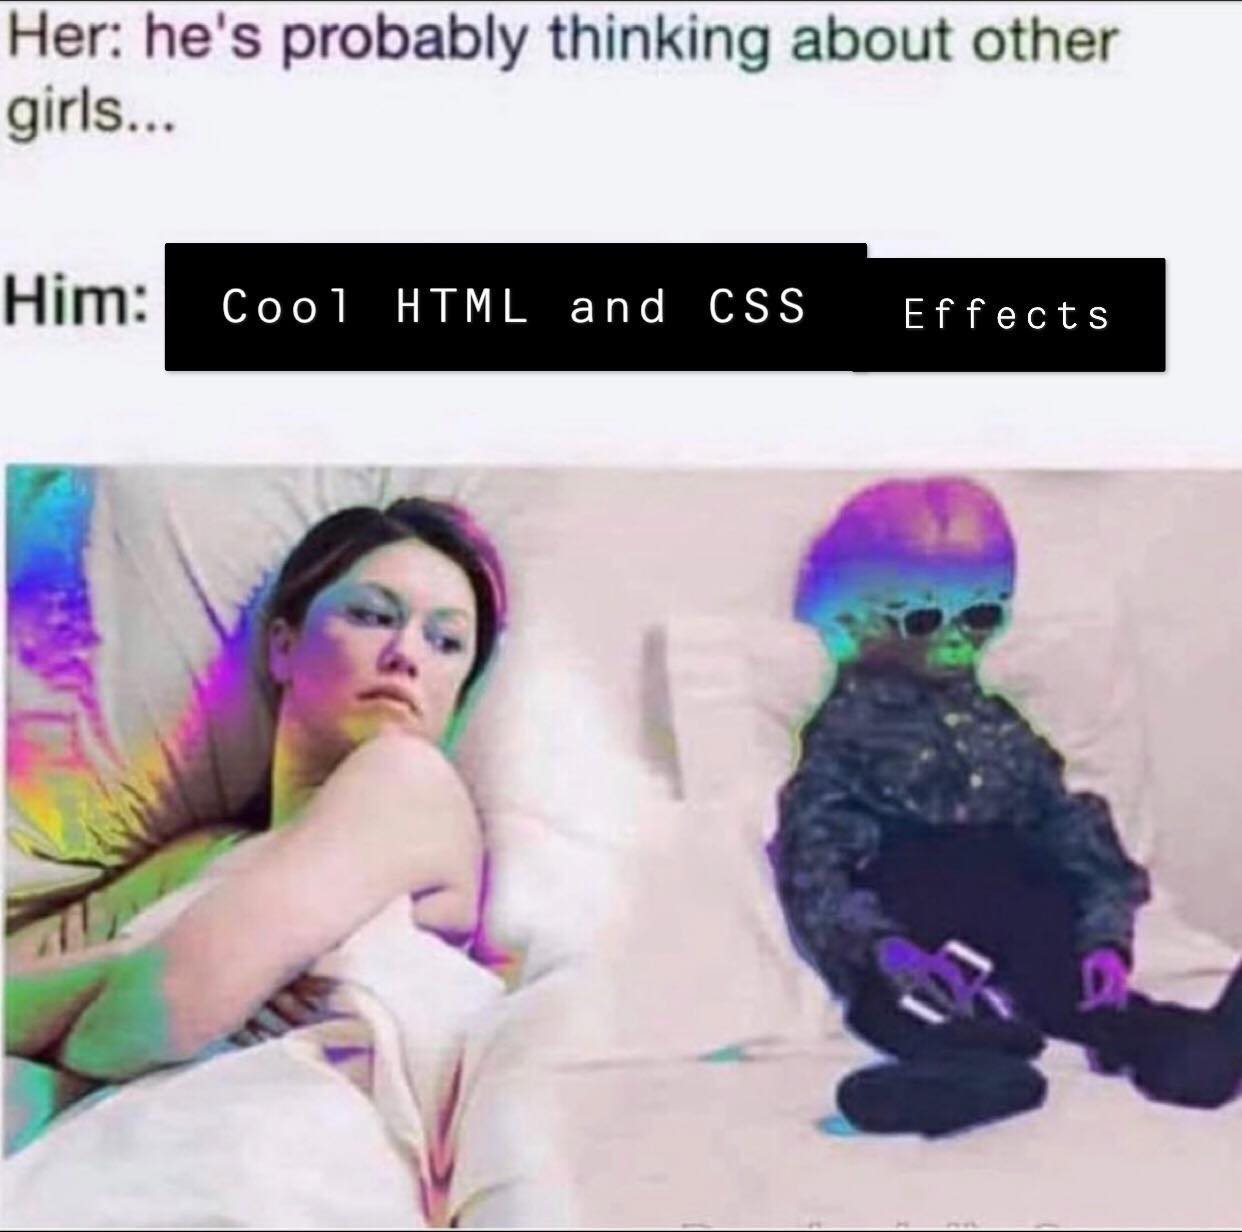 Her: he's probably thinking about other
girls...
Him: Cool HTML and CSS Effects